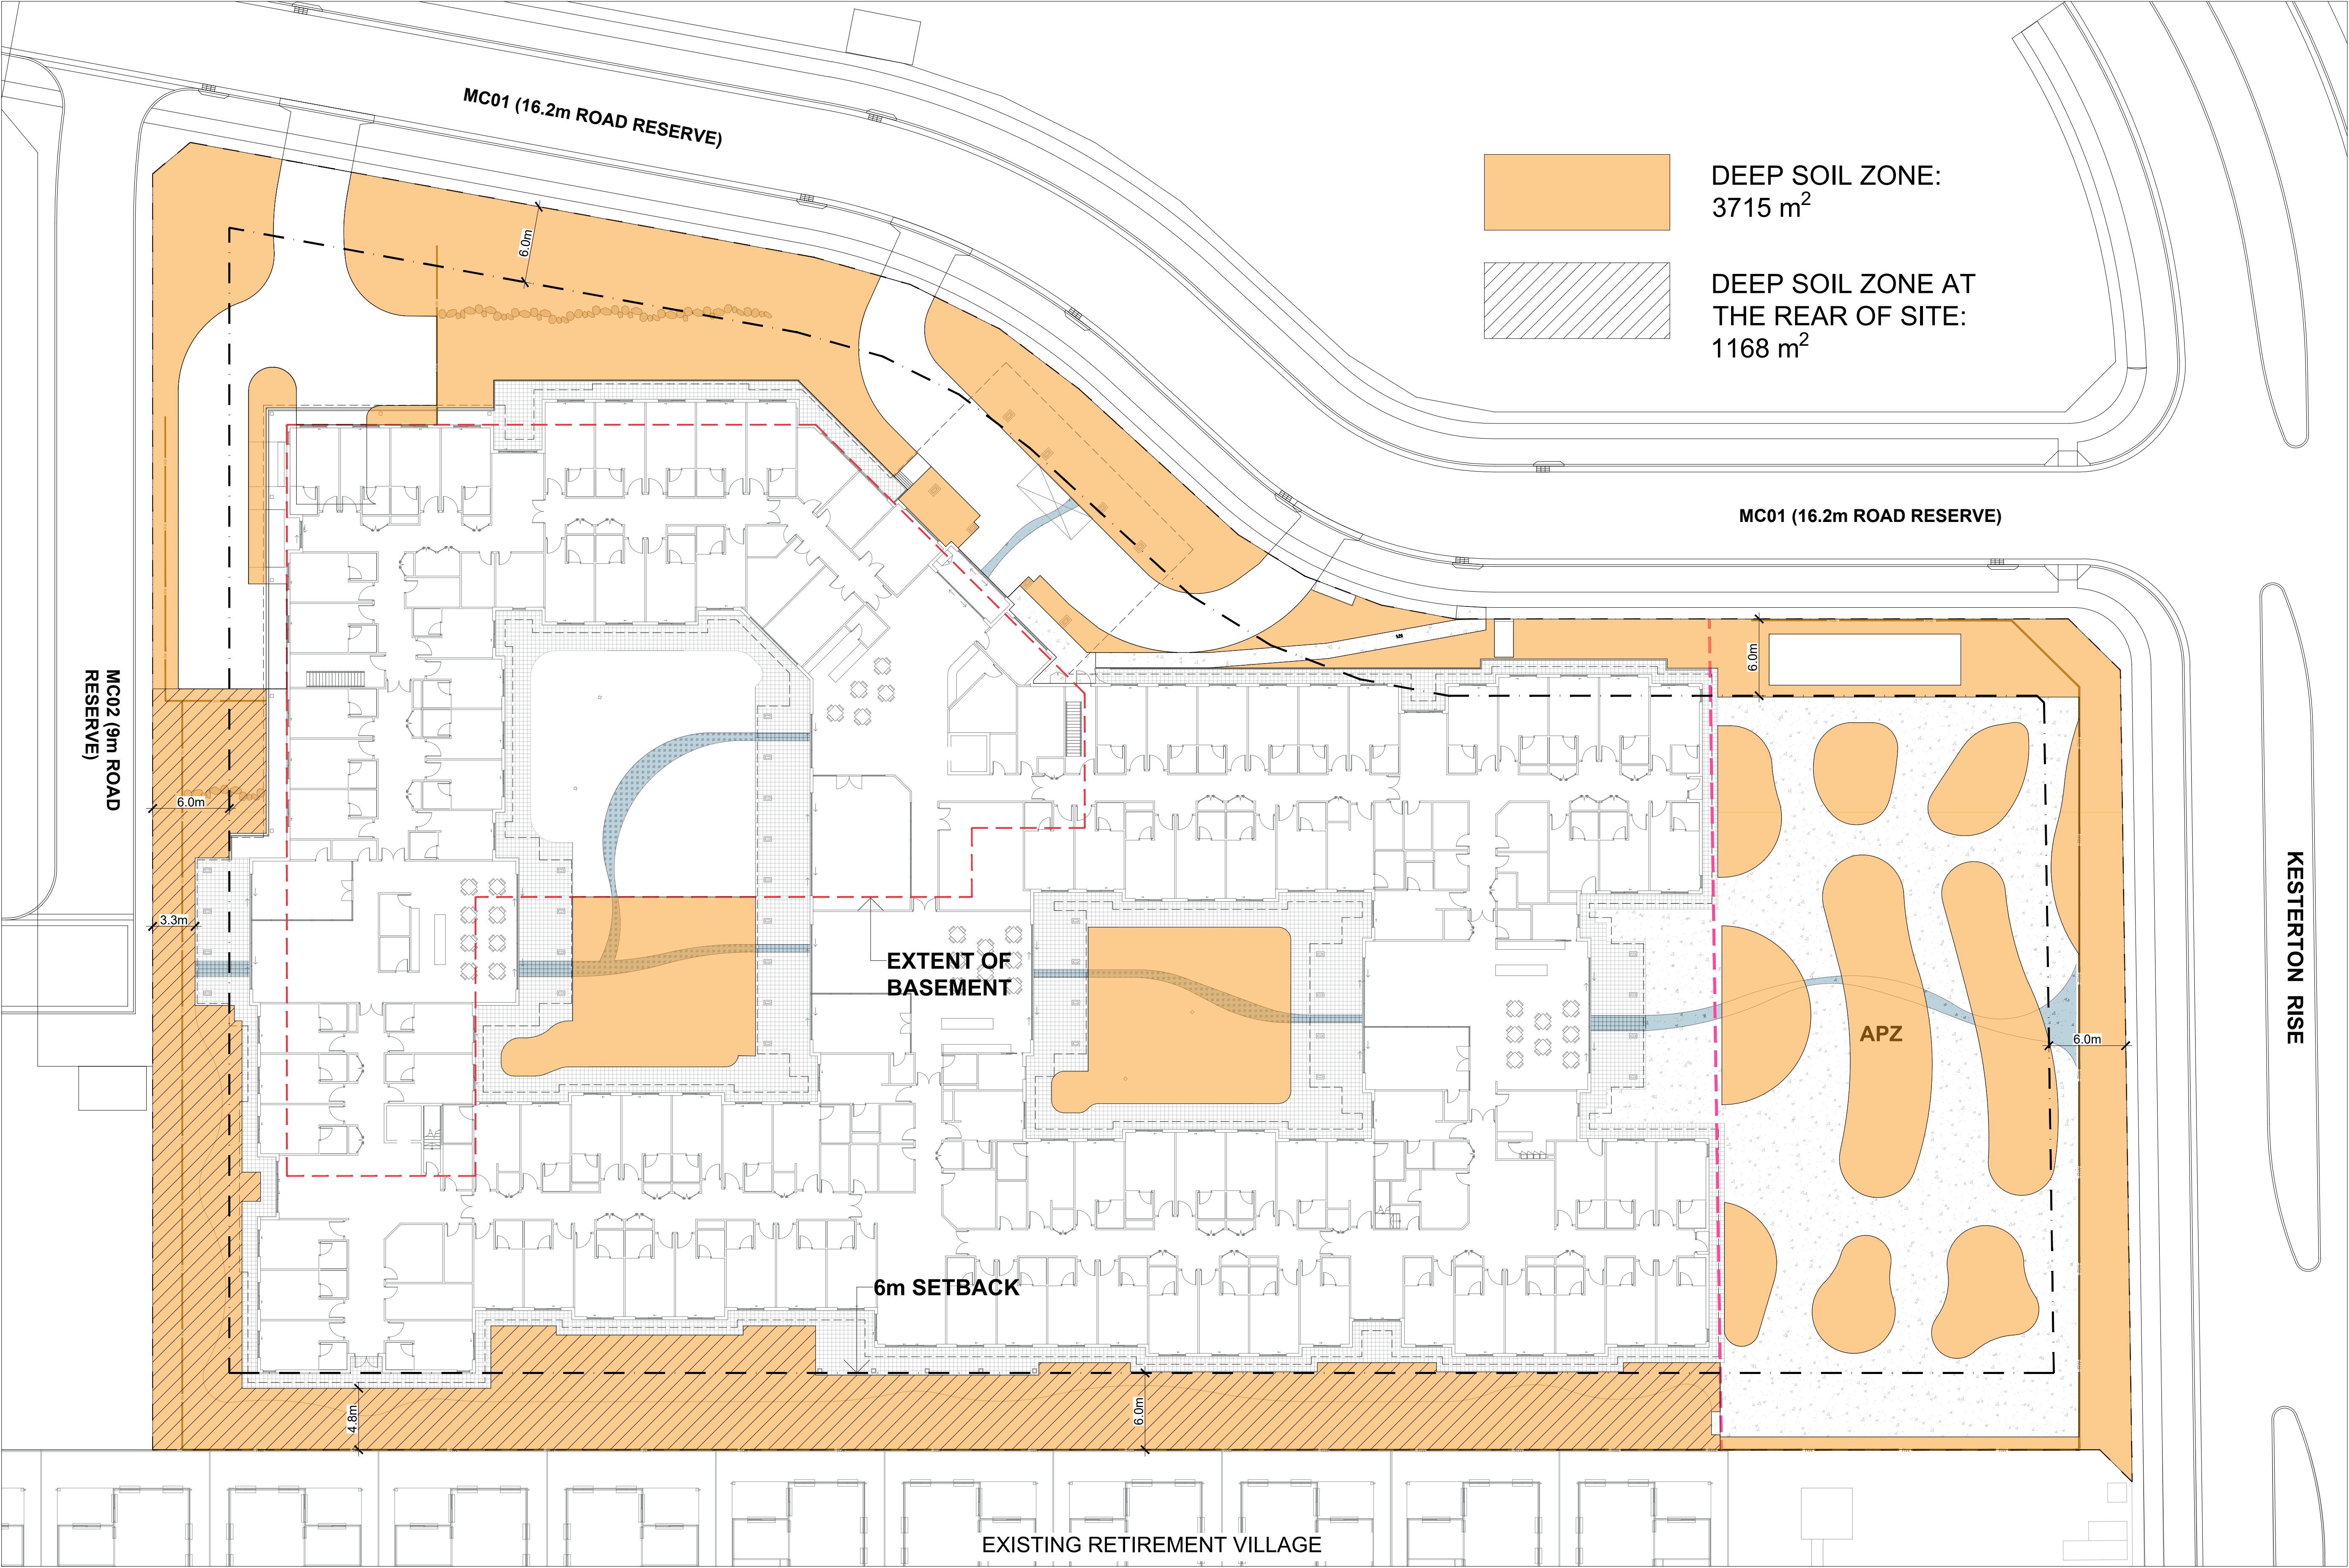 MC01 (16.2m ROAD RESERVE)
DEEP SOIL ZONE:
3715 m²
6.0m
DEEP SOIL ZONE AT
THE REAR OF SITE:
1168 m²
MC01 (16.2m ROAD RESERVE)
6.0m
MC02 (9m ROAD
RESERVE)
6.0m
3.3m
EXTENT OF
BASEMENT
APZ
6.0m
KESTERTON RISE
6m SETBACK
4.8m
6.0m
EXISTING RETIREMENT VILLAGE